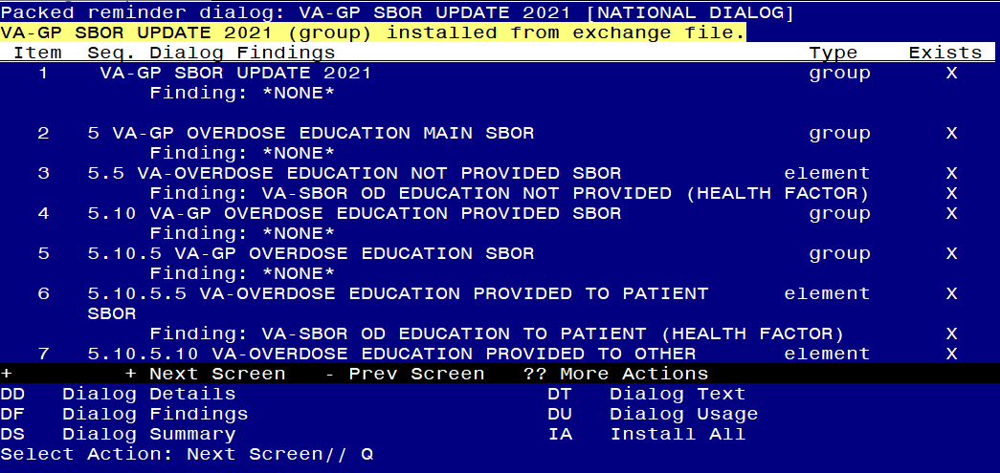 Packed reminder dialog: VA-GP SBOR UPDATE 2021 [NATIONAL DIALOG]
VA-GP SBOR UPDATE 2021 (group) installed from exchange file.
Item  Seq. Dialog Findings  Type  Exists
1  VA-GP SBOR UPDATE 2021  group  X
Finding: *NONE*
2  5 VA-GP OVERDOSE EDUCATION MAIN SBOR  group  X
Finding: *NONE*
3  5.5 VA-OVERDOSE EDUCATION NOT PROVIDED SBOR  element  X
Finding: VA-SBOR OD EDUCATION NOT PROVIDED (HEALTH FACTOR)  X
4  5.10 VA-GP OVERDOSE EDUCATION PROVIDED SBOR  group  X
Finding: *NONE*
5  5.10.5 VA-GP OVERDOSE EDUCATION SBOR  group  X
Finding: *NONE*
6  5.10.5.5 VA-OVERDOSE EDUCATION PROVIDED TO PATIENT  element  X
SBOR
Finding: VA-SBOR OD EDUCATION TO PATIENT (HEALTH FACTOR)  X
7  5.10.5.10 VA-OVERDOSE EDUCATION PROVIDED TO OTHER  element  X
+  + Next Screen  - Prev Screen  ?? More Actions
DD  Dialog Details  DT  Dialog Text
DF  Dialog Findings  DU  Dialog Usage
DS  Dialog Summary  IA  Install All
Select Action: Next Screen// Q